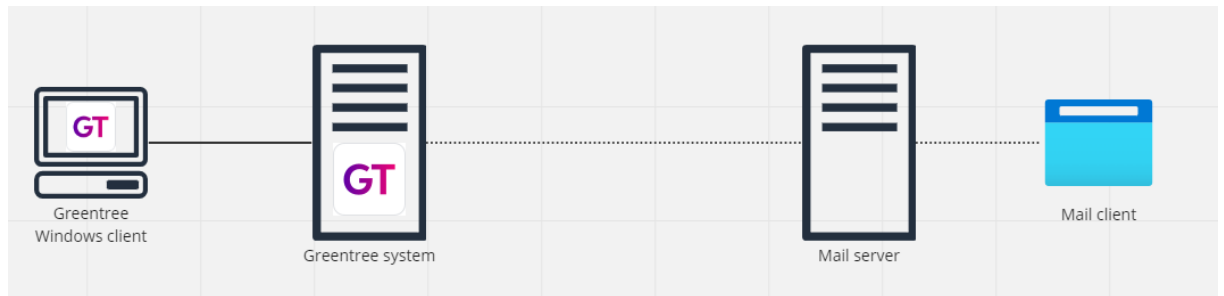 GT
Greentree
Windows client
GT
Greentree system
Mail server
Mail client